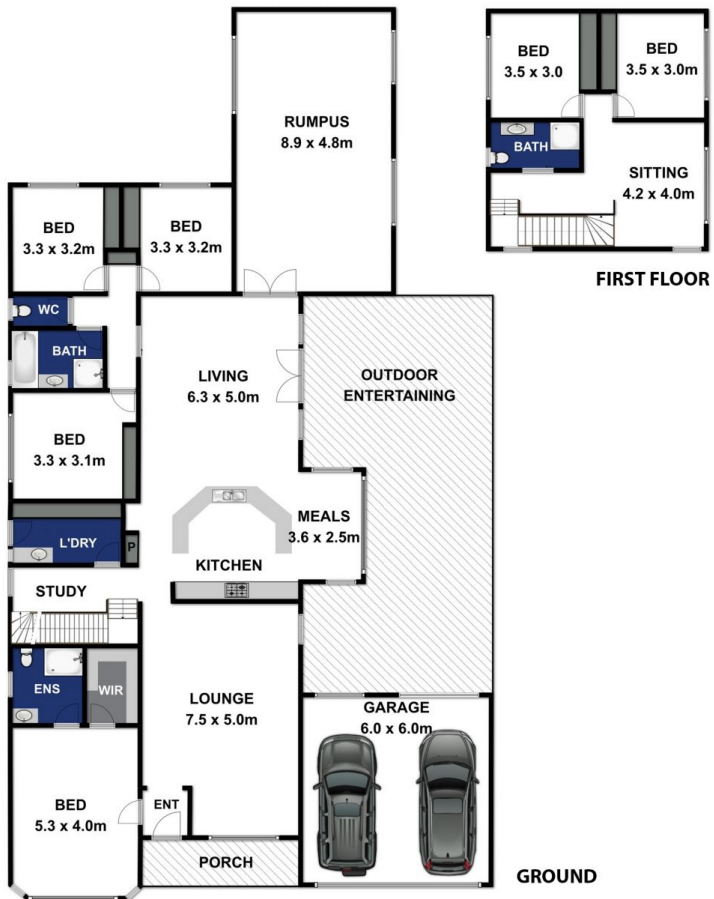 RUMPUS
8.9 x 4.8m
BED
3.5 x 3.0
BED
3.5 x 3.0m
BATH
SITTING
4.2 x 4.0m
FIRST FLOOR
BED
3.3 x 3.2m
BED
3.3 x 3.2m
WC
BATH
LIVING
6.3 x 5.0m
OUTDOOR
ENTERTAINING
BED
3.3 x 3.1m
MEALS
3.6 x 2.5m
L'DRY
P
KITCHEN
STUDY
ENS
WIR
LOUNGE
7.5 x 5.0m
GARAGE
6.0 x 6.0m
BED
5.3 x 4.0m
ENT
PORCH
GROUND